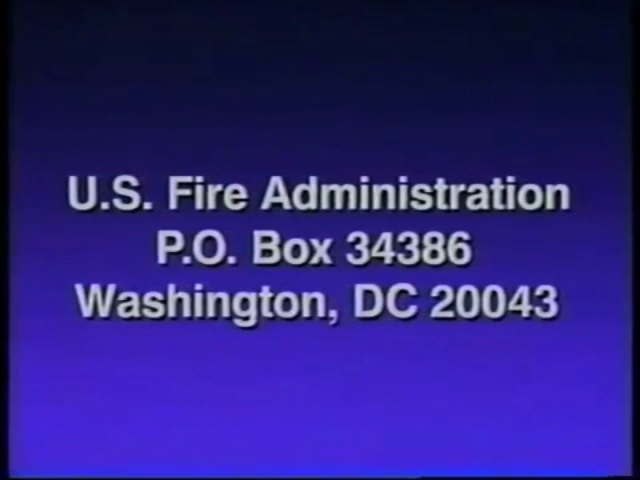 U.S. Fire Administration
P.O. Box 34386
Washington, DC 20043